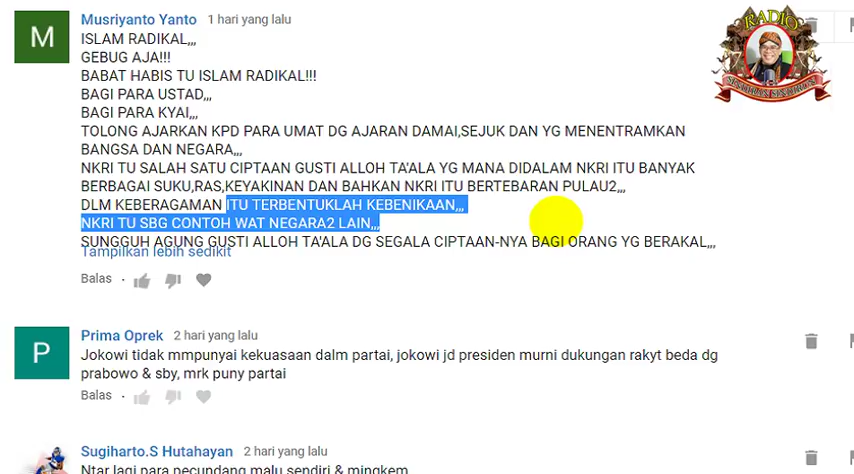 Musriyanto Yanto 1 hari yang lalu
M
ISLAM RADIKAL,,,
GEBUG AJA!!!
BABAT HABIS TU ISLAM RADIKAL!!!
BAGI PARA USTAD,,,
BAGI PARA KYAI,,,
TOLONG AJARKAN KPD PARA UMAT DG AJARAN DAMAI,SEJUK DAN YG MENENTRAMKAN
BANGSA DAN NEGARA,,,
NKRI TU SALAH SATU CIPTAAN GUSTI ALLOH TA'ALA YG MANA DIDALAM NKRI ITU BANYAK
BERBAGAI SUKU,RAS,KEYAKINAN DAN BAHKAN NKRI ITU BERTEBARAN PULAU2,,,
DLM KEBERAGAMAN ITU TERBENTUKLAH KEBENIKAAN,,,
NKRI TU SBG CONTOH WAT NEGARA2 LAIN,,,
SUNGGUH AGUNG GUSTI ALLOH TA'ALA DG SEGALA CIPTAAN-NYA BAGI ORANG YG BERAKAL,,,
Tampilkan lebih sedikit
Balas
RADIO
P
Prima Oprek 2 hari yang lalu
Jokowi tidak mmpunyai kekuasaan dalm partai, jokowi jd presiden murni dukungan rakyt beda dg
prabowo & sby, mrk puny partai
Balas
Sugiharto.S Hutahayan 2 hari yang lalu
Ntar lagi para pecundang malu sendiri & mingkem